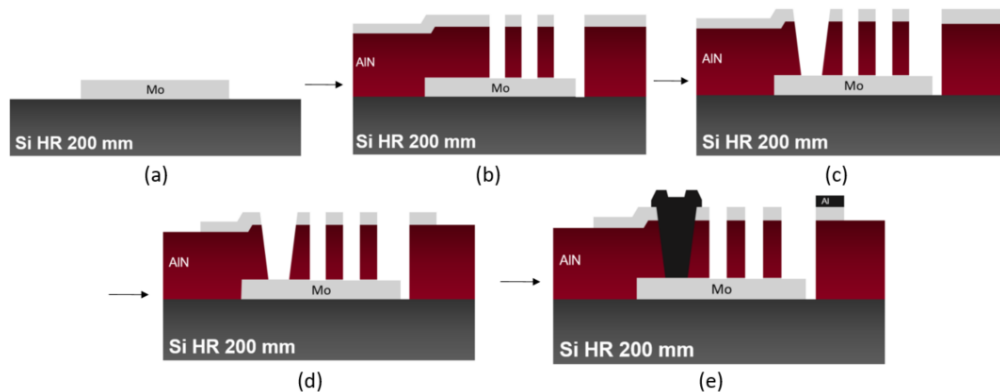 Mo
Si HR 200 mm
(a)
AlN
Mo
Si HR 200 mm
(b)
AlN
Mo
Si HR 200 mm
(c)
AlN
Mo
Si HR 200 mm
(d)
Al
AlN
Mo
Si HR 200 mm
(e)